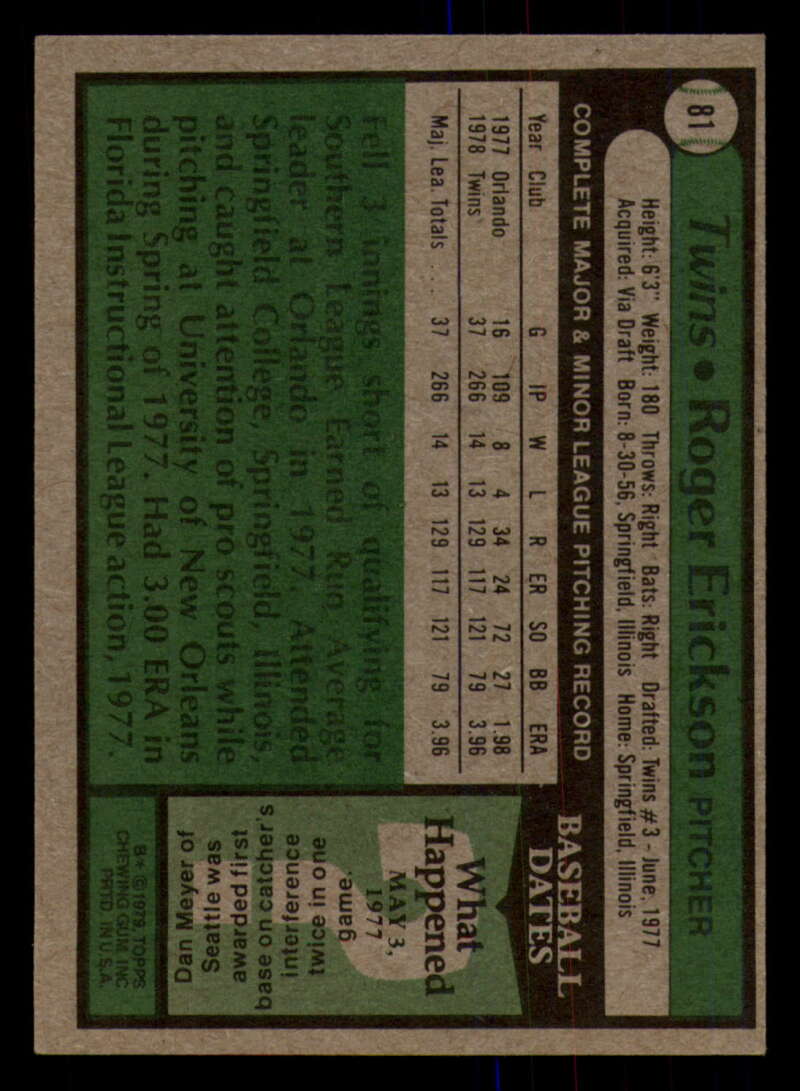 81
Twins • Roger Erickson PITCHER
Height: 6'3" Weight: 180 Throws: Right Bats: Right Drafted: Twins #3 - June, 1977
Acquired: Via Draft Born: 8-30-56, Springfield, Illinois Home: Springfield, Illinois
COMPLETE MAJOR & MINOR LEAGUE PITCHING RECORD
Year Club G IP W L R ER SO BB ERA
1977 Orlando 16 109 8 4 34 24 72 27 1.98
1978 Twins 37 266 14 13 129 117 121 79 3.96
Maj. Lea. Totals . . . 37 266 14 13 129 117 121 79 3.96
Fell 3 innings short of qualifying for
Southern League Earned Run Average
leader at Orlando in 1977. Attended
Springfield College, Springfield, Illinois,
and caught attention of pro scouts while
pitching at University of New Orleans
during Spring of 1977. Had 3.00 ERA in
Florida Instructional League action, 1977.
BASEBALL
DATES
What
Happened
MAY 3,
1977
Dan Meyer of
Seattle was
awarded first
base on catcher's
interference
twice in one
game.
B* © 1979 TOPPS
CHEWING GUM INC
PRTD. IN U.S.A.